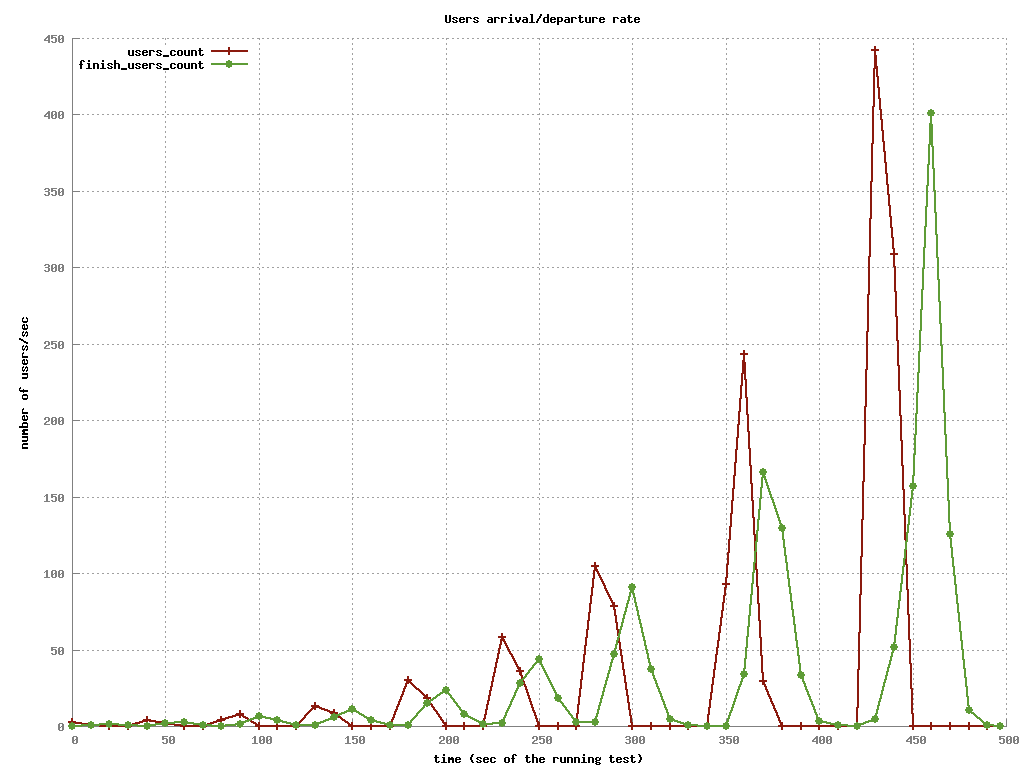 Users arrival/departure rate
450
400
350
300
250
200
150
100
50
0
users_count
finish_users_count
number of users/sec
0 50 100 150 200 250 300 350 400 450 500
time (sec of the running test)